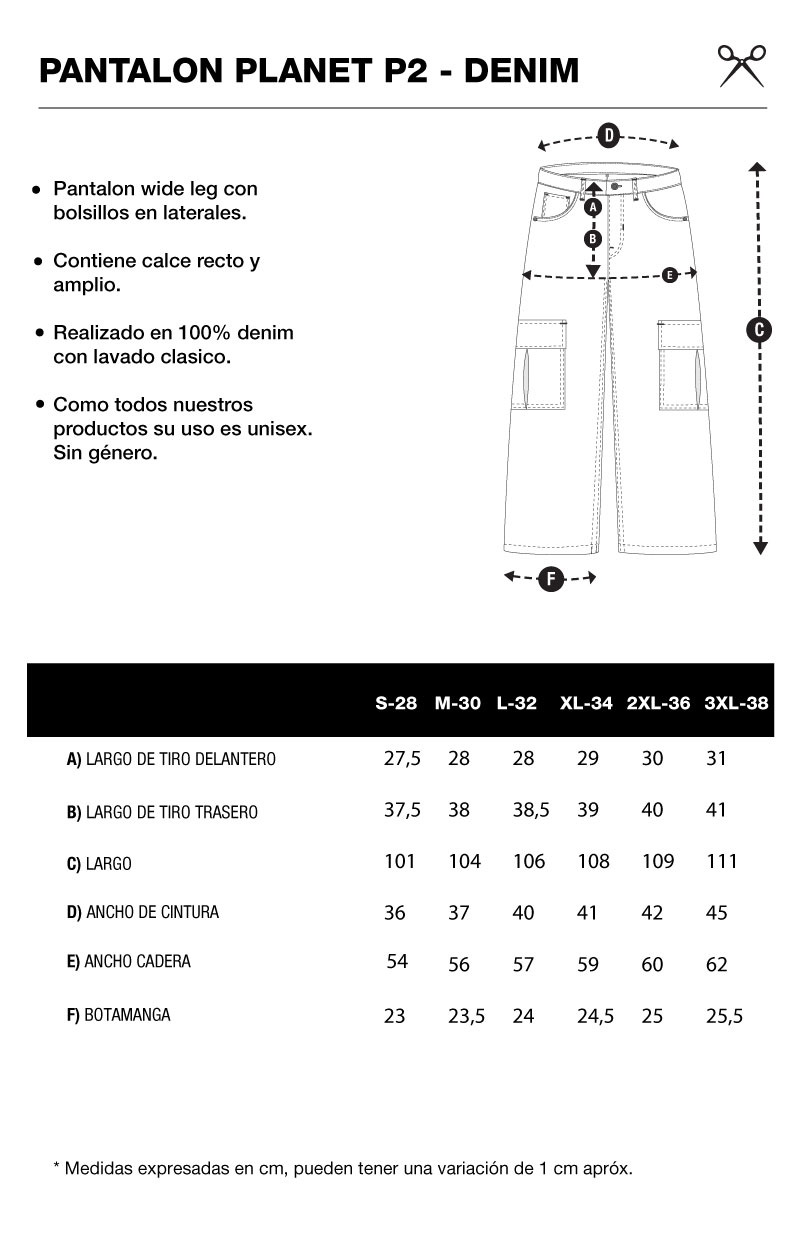 PANTALON PLANET P2 - DENIM
• Pantalon wide leg con
bolsillos en laterales.
• Contiene calce recto y
amplio.
• Realizado en 100% denim
con lavado clasico.
• Como todos nuestros
productos su uso es unisex.
Sin género.
D
A
B
E
C
F
S-28 M-30 L-32 XL-34 2XL-36 3XL-38
A) LARGO DE TIRO DELANTERO 27,5 28 28 29 30 31
B) LARGO DE TIRO TRASERO 37,5 38 38,5 39 40 41
C) LARGO 101 104 106 108 109 111
D) ANCHO DE CINTURA 36 37 40 41 42 45
E) ANCHO CADERA 54 56 57 59 60 62
F) BOTAMANGA 23 23,5 24 24,5 25 25,5
* Medidas expresadas en cm, pueden tener una variación de 1 cm apróx.